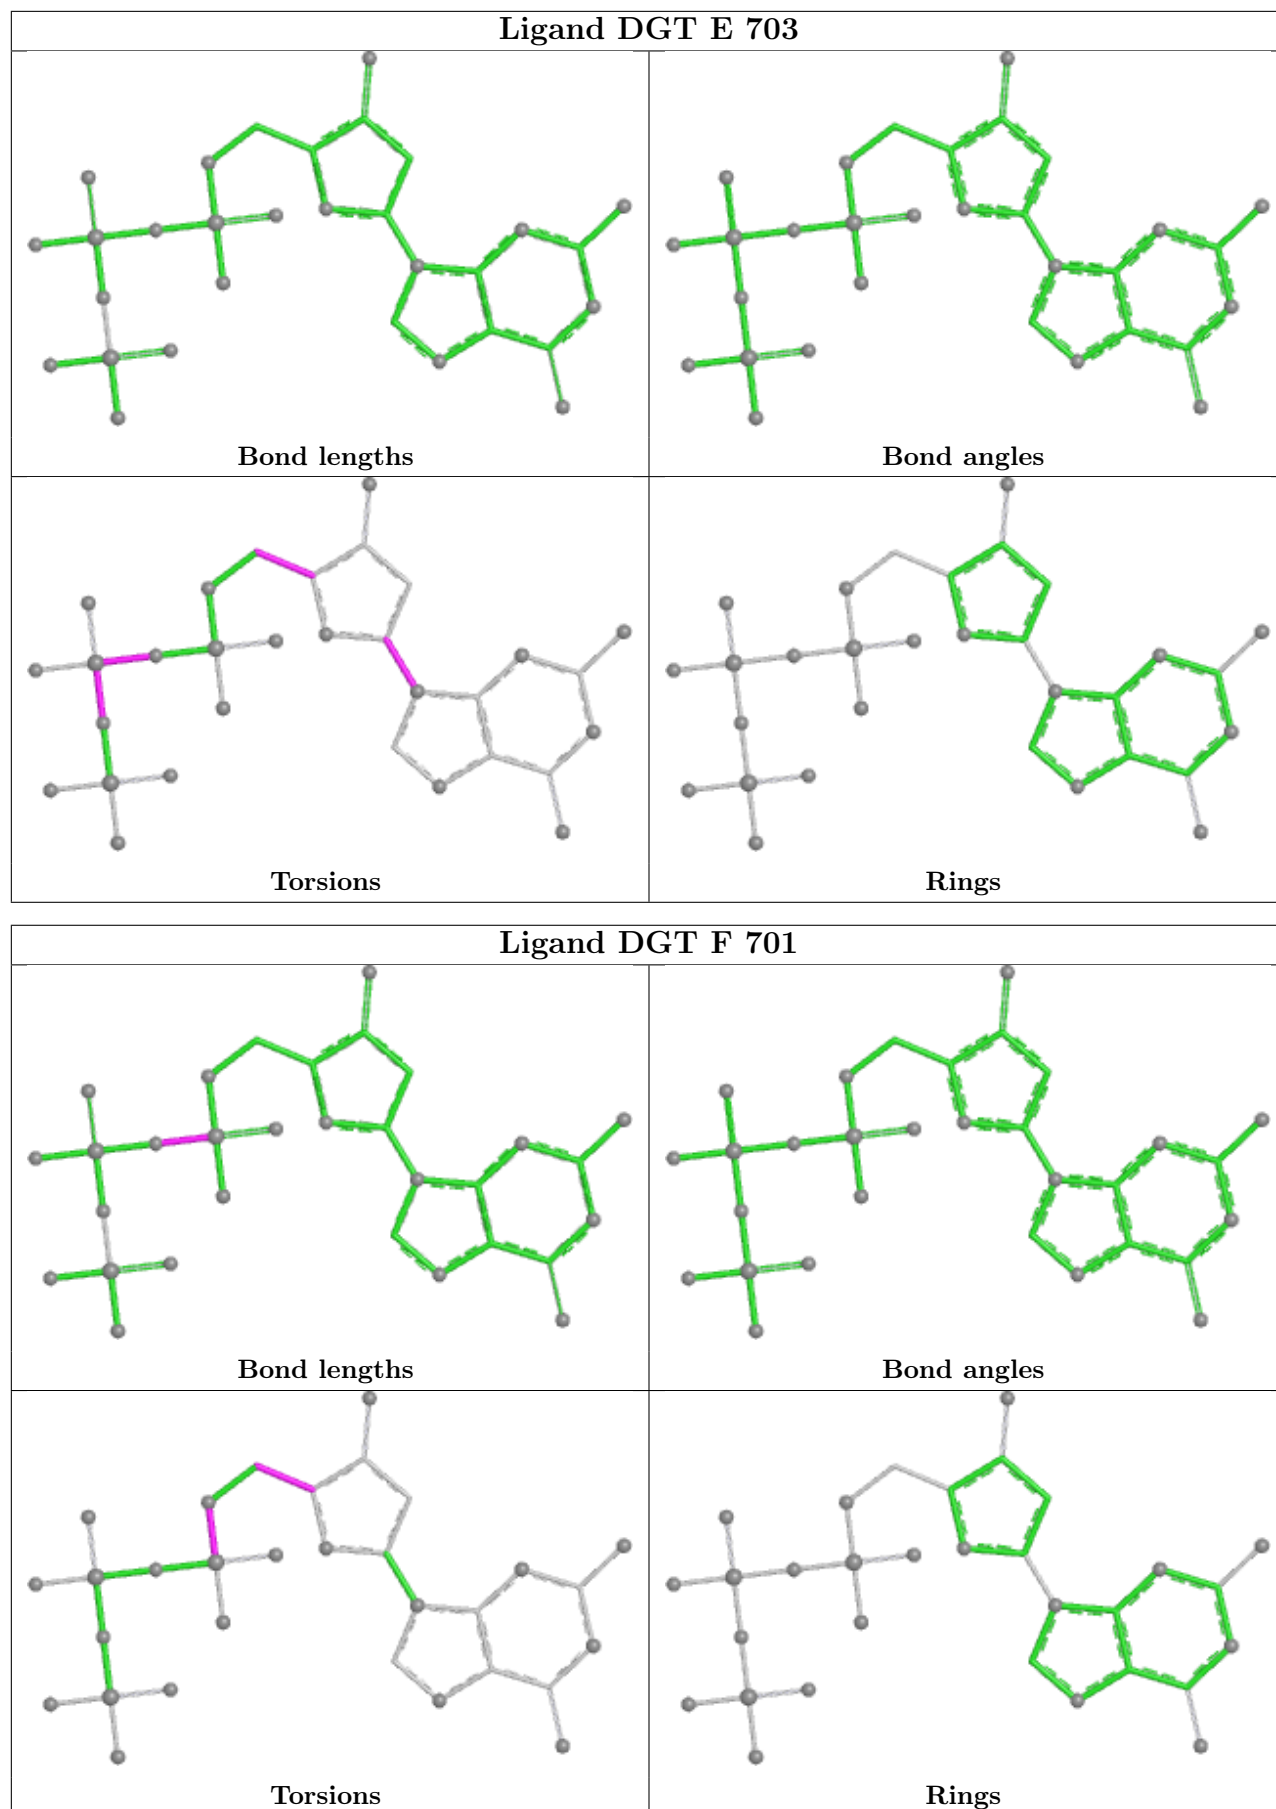 Ligand DGT E 703
Bond lengths
Bond angles
Torsions
Rings
Ligand DGT F 701
Bond lengths
Bond angles
Torsions
Rings